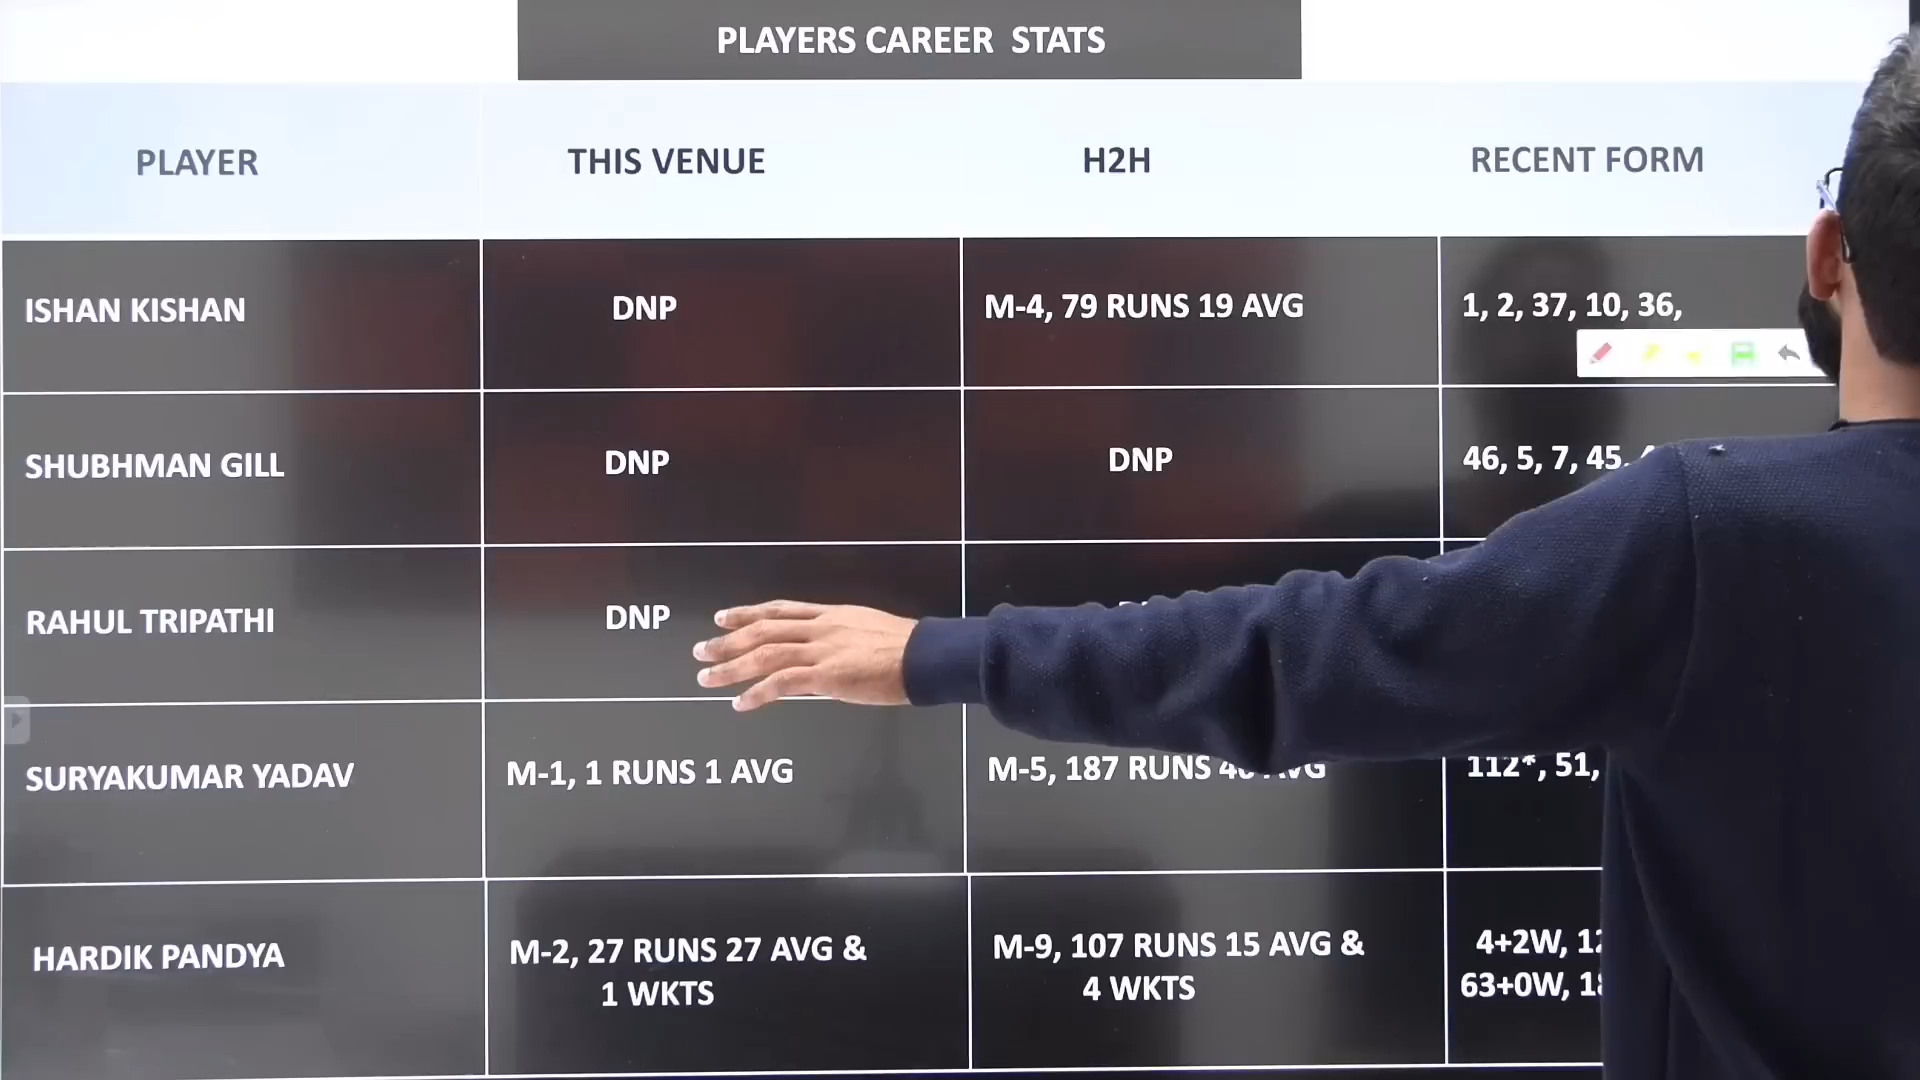 PLAYERS CAREER STATS
PLAYER THIS VENUE H2H RECENT FORM
ISHAN KISHAN DNP M-4, 79 RUNS 19 AVG 1, 2, 37, 10, 36,
SHUBHMAN GILL DNP DNP 46, 5, 7, 45,
RAHUL TRIPATHI DNP
SURYAKUMAR YADAV M-1, 1 RUNS 1 AVG M-5, 187 RUNS AVG 112*, 51,
HARDIK PANDYA M-2, 27 RUNS 27 AVG & M-9, 107 RUNS 15 AVG & 4+2W,
1 WKTS 4 WKTS 63+0W,